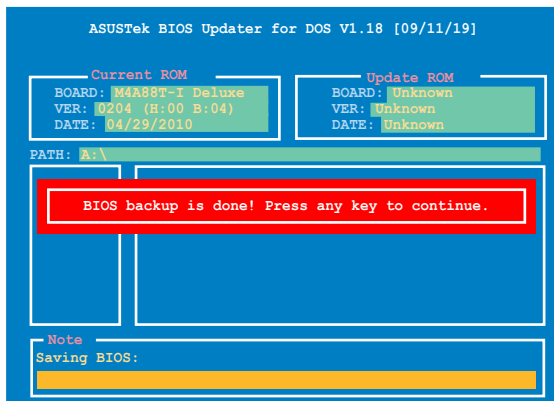 ASUSTek BIOS Updater for DOS V1.18 [09/11/19]
Current ROM
BOARD: M4A88T-I Deluxe
VER: 0204 (H:00 B:04)
DATE: 04/29/2010
Update ROM
BOARD: Unknown
VER: Unknown
DATE: Unknown
PATH: A:\
BIOS backup is done! Press any key to continue.
Note
Saving BIOS: